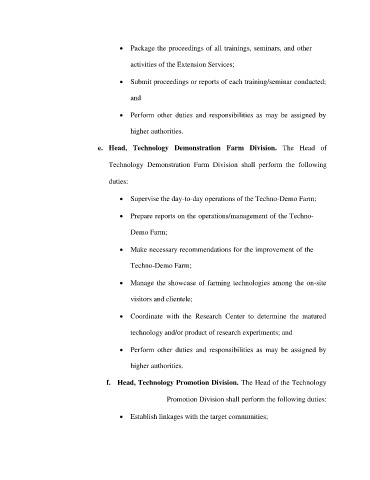 • Package the proceedings of all trainings, seminars, and other
activities of the Extension Services;
• Submit proceedings or reports of each training/seminar conducted;
and
• Perform other duties and responsibilities as may be assigned by
higher authorities.
e. Head, Technology Demonstration Farm Division. The Head of
Technology Demonstration Farm Division shall perform the following
duties:
• Supervise the day-to-day operations of the Techno-Demo Farm;
• Prepare reports on the operations/management of the Techno-
Demo Farm;
• Make necessary recommendations for the improvement of the
Techno-Demo Farm;
• Manage the showcase of farming technologies among the on-site
visitors and clientele;
• Coordinate with the Research Center to determine the matured
technology and/or product of research experiments; and
• Perform other duties and responsibilities as may be assigned by
higher authorities.
f. Head, Technology Promotion Division. The Head of the Technology
Promotion Division shall perform the following duties:
• Establish linkages with the target communities;